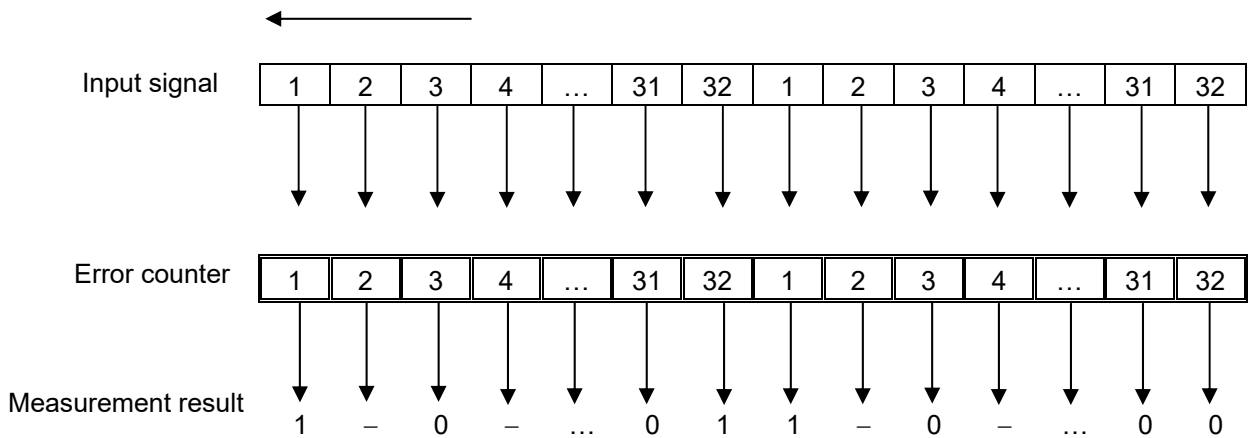 Input signal 1 2 3 4 … 31 32 1 2 3 4 … 31 32
Error counter 1 2 3 4 … 31 32 1 2 3 4 … 31 32
Measurement result 1 – 0 – … 0 1 1 – 0 – … 0 0